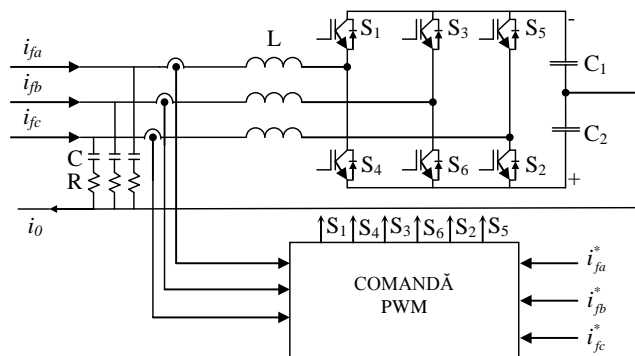 L
S₁
S₃
S₅
-
i_fa
C₁
i_fb
i_fc
C₂
C
R
S₄
S₆
S₂
+
i₀
S₁ S₄ S₃ S₆ S₂ S₅
COMANDĂ
PWM
i*_fa
i*_fb
i*_fc